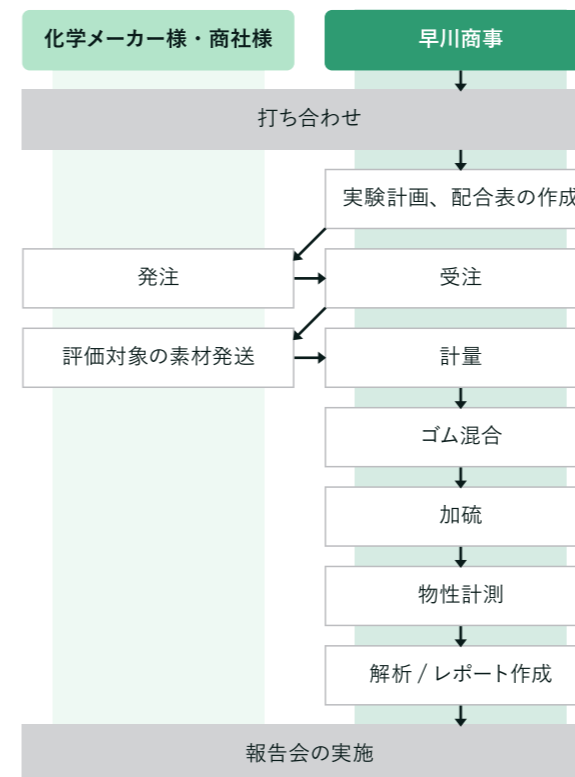 化学メーカー様・商社様
早川商事
打ち合わせ
実験計画、配合表の作成
発注
受注
評価対象の素材発送
計量
ゴム混合
加硫
物性計測
解析 / レポート作成
報告会の実施